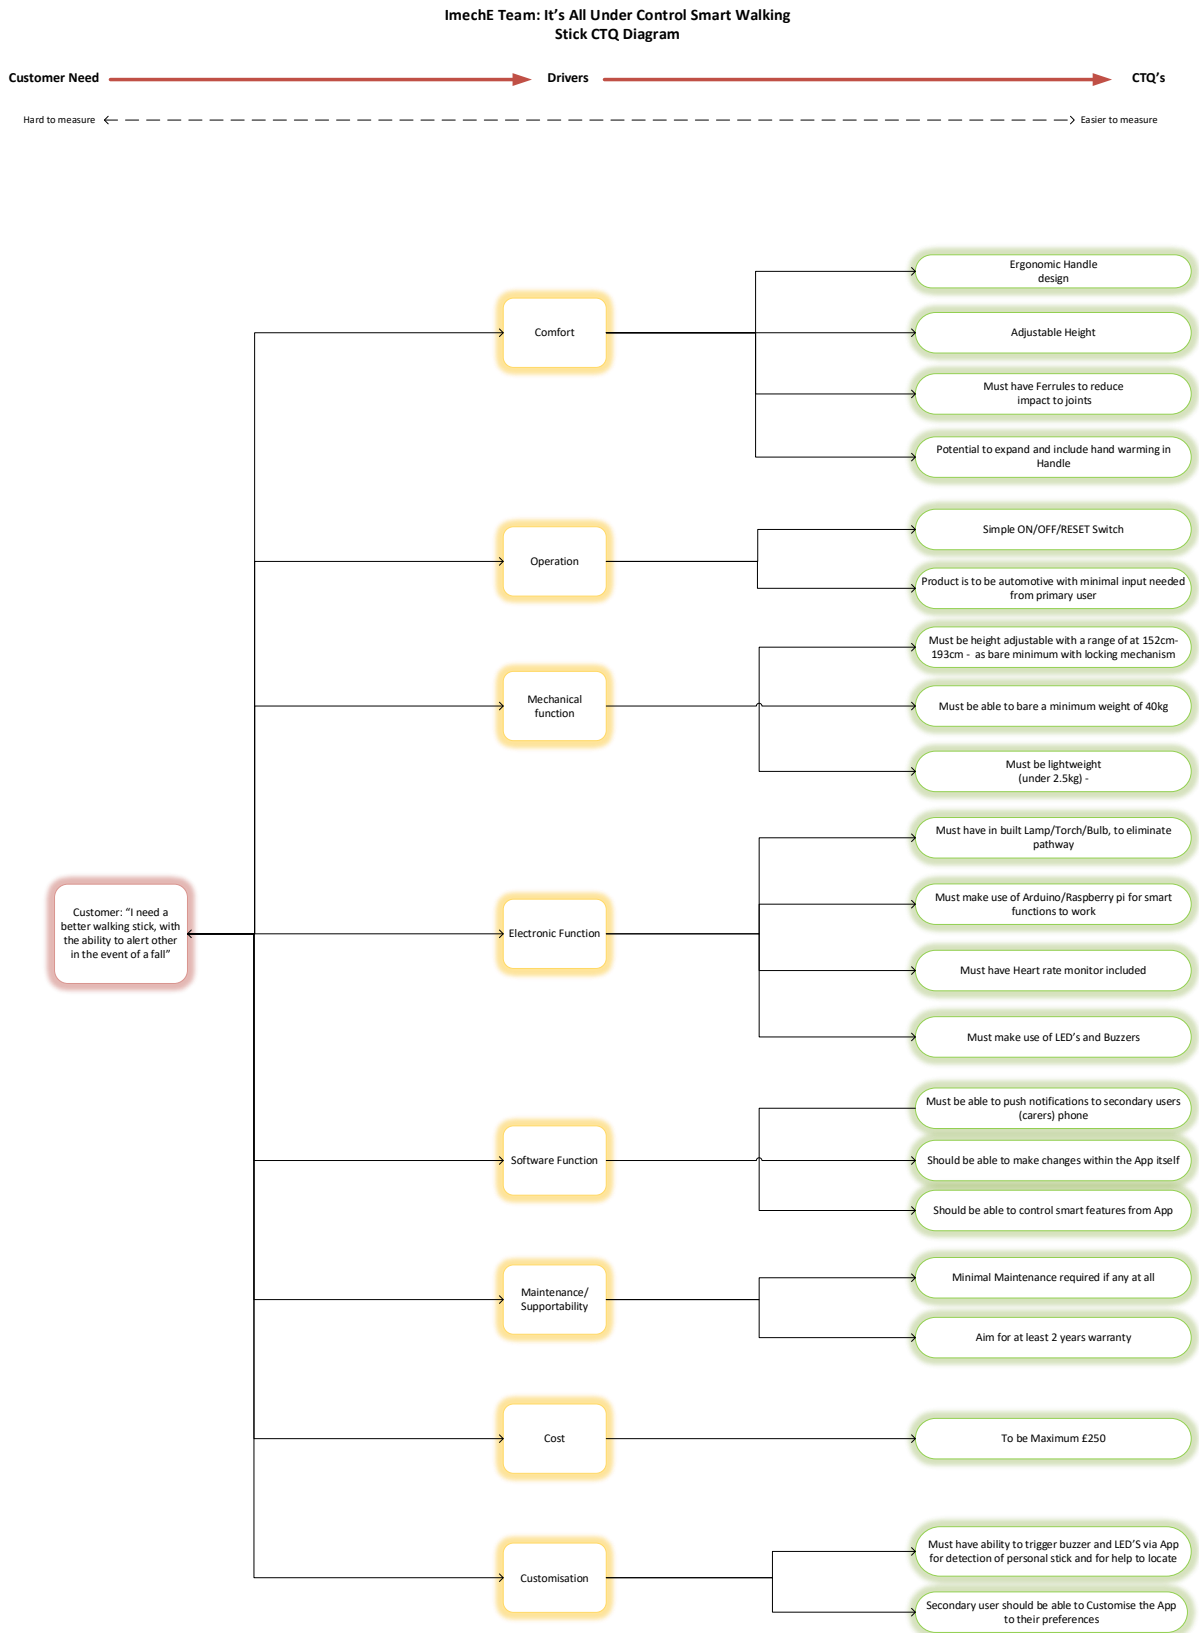 ImechE Team: It's All Under Control Smart Walking
Stick CTQ Diagram
Customer Need
Drivers
CTQ's
Hard to measure
Easier to measure
Customer: “I need a
better walking stick, with
the ability to alert other
in the event of a fall”
Comfort
Ergonomic Handle
design
Adjustable Height
Must have Ferrules to reduce
impact to joints
Potential to expand and include hand warming in
Handle
Operation
Simple ON/OFF/RESET Switch
Product is to be automotive with minimal input needed
from primary user
Mechanical
function
Must be height adjustable with a range of at 152cm-
193cm - as bare minimum with locking mechanism
Must be able to bare a minimum weight of 40kg
Must be lightweight
(under 2.5kg) -
Electronic Function
Must have in built Lamp/Torch/Bulb, to eliminate
pathway
Must make use of Arduino/Raspberry pi for smart
functions to work
Must have Heart rate monitor included
Must make use of LED's and Buzzers
Software Function
Must be able to push notifications to secondary users
(carers) phone
Should be able to make changes within the App itself
Should be able to control smart features from App
Maintenance/
Supportability
Minimal Maintenance required if any at all
Aim for at least 2 years warranty
Cost
To be Maximum £250
Customisation
Must have ability to trigger buzzer and LED'S via App
for detection of personal stick and for help to locate
Secondary user should be able to Customise the App
to their preferences